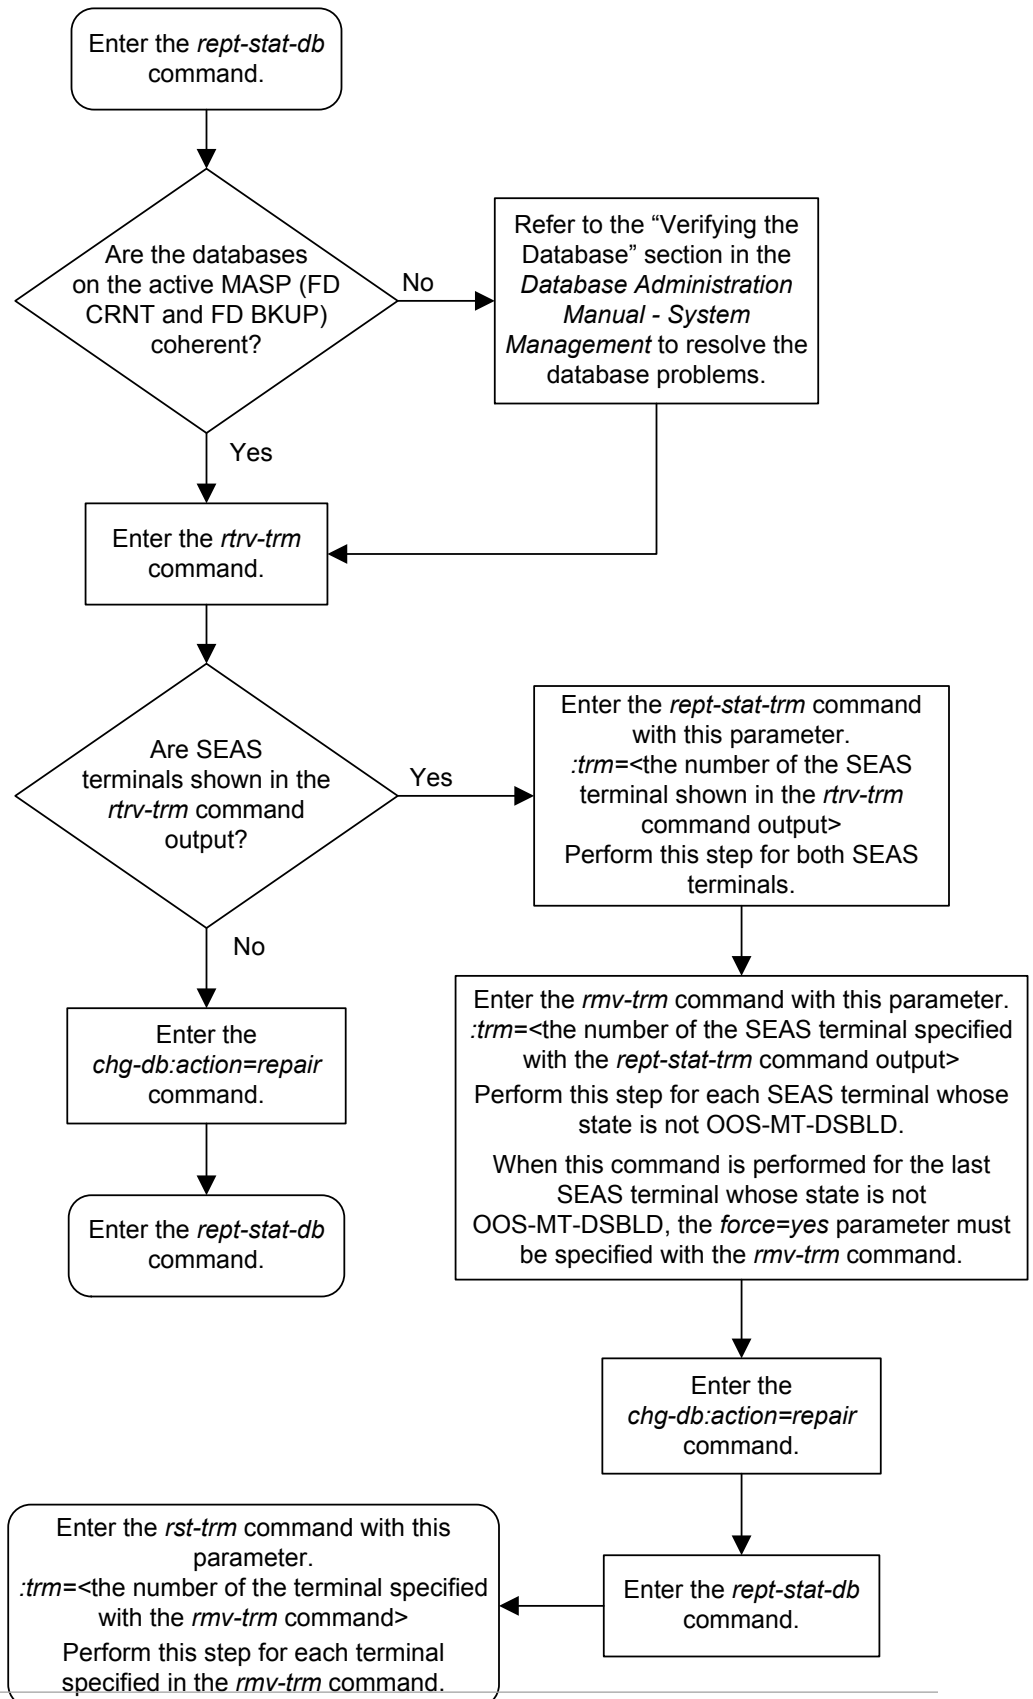 Enter the rept-stat-db
command.
Are the databases
on the active MASP (FD
CRNT and FD BKUP)
coherent?
No
Refer to the “Verifying the
Database” section in the
Database Administration
Manual - System
Management to resolve the
database problems.
Yes
Enter the rtrv-trm
command.
Are SEAS
terminals shown in the
rtrv-trm command
output?
Yes
Enter the rept-stat-trm command
with this parameter.
:trm=<the number of the SEAS
terminal shown in the rtrv-trm
command output>
Perform this step for both SEAS
terminals.
No
Enter the
chg-db:action=repair
command.
Enter the rept-stat-db
command.
Enter the rmv-trm command with this parameter.
:trm=<the number of the SEAS terminal specified
with the rept-stat-trm command output>
Perform this step for each SEAS terminal whose
state is not OOS-MT-DSBLD.
When this command is performed for the last
SEAS terminal whose state is not
OOS-MT-DSBLD, the force=yes parameter must
be specified with the rmv-trm command.
Enter the
chg-db:action=repair
command.
Enter the rept-stat-db
command.
Enter the rst-trm command with this
parameter.
:trm=<the number of the terminal specified
with the rmv-trm command>
Perform this step for each terminal
specified in the rmv-trm command.